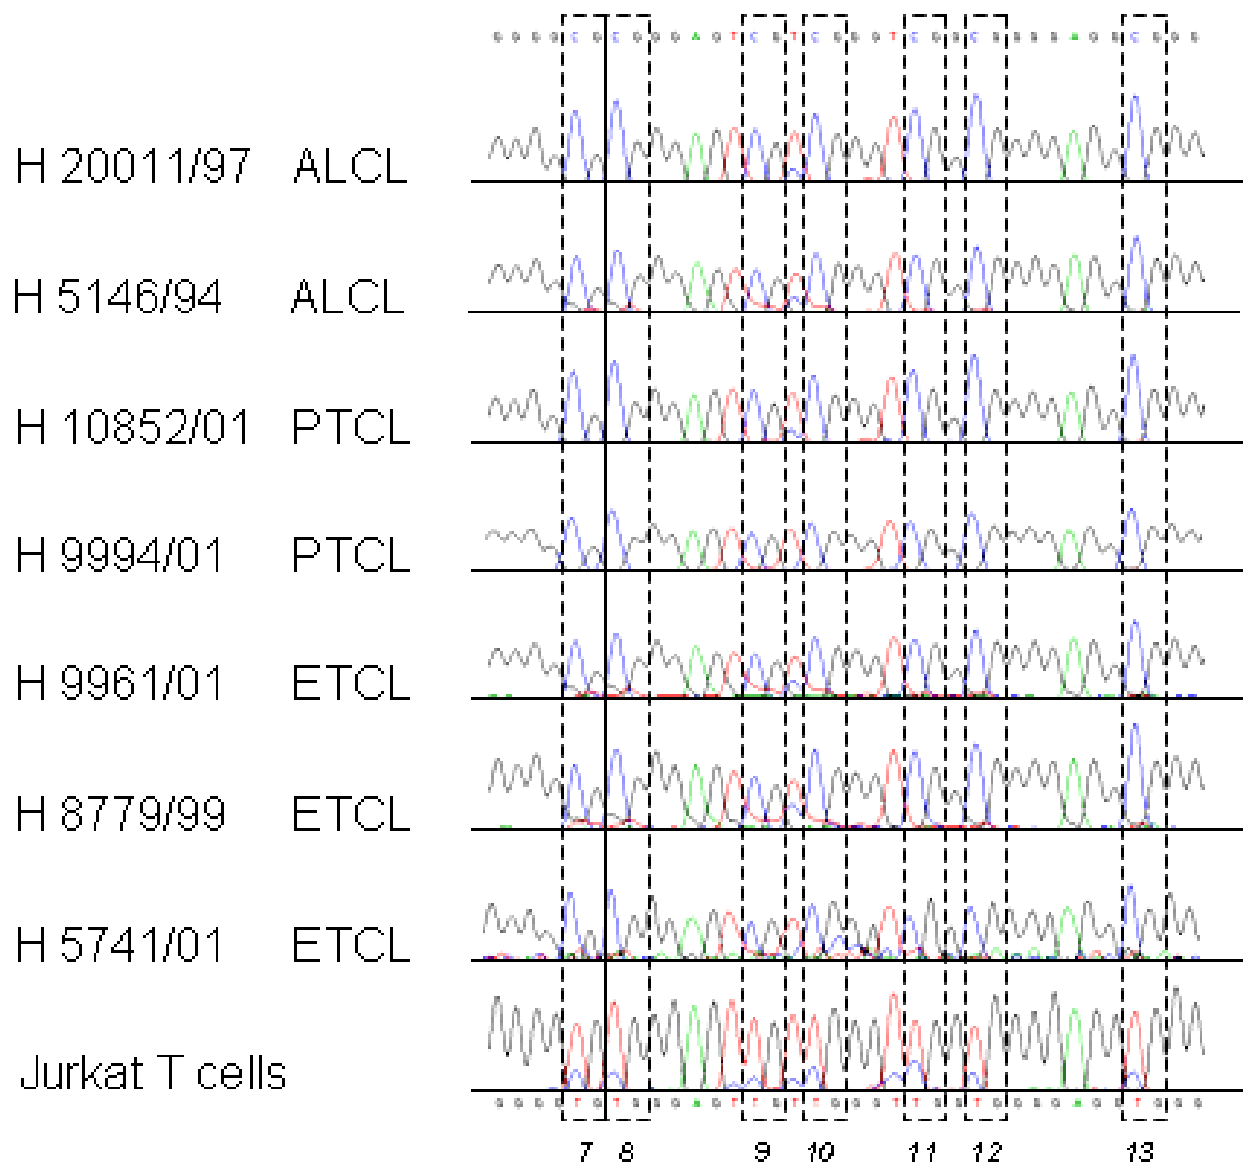 G G G G C G C G G G A G T C G T C G G G T C G G C G G G G A G G C G G G
H 20011/97 ALCL
H 5146/94 ALCL
H 10852/01 PTCL
H 9994/01 PTCL
H 9961/01 ETCL
H 8779/99 ETCL
H 5741/01 ETCL
Jurkat T cells
G G G G T G T G G G A G T T G T T G G G T T G G T G G G G A G G T G G G
7 8 9 10 11 12 13